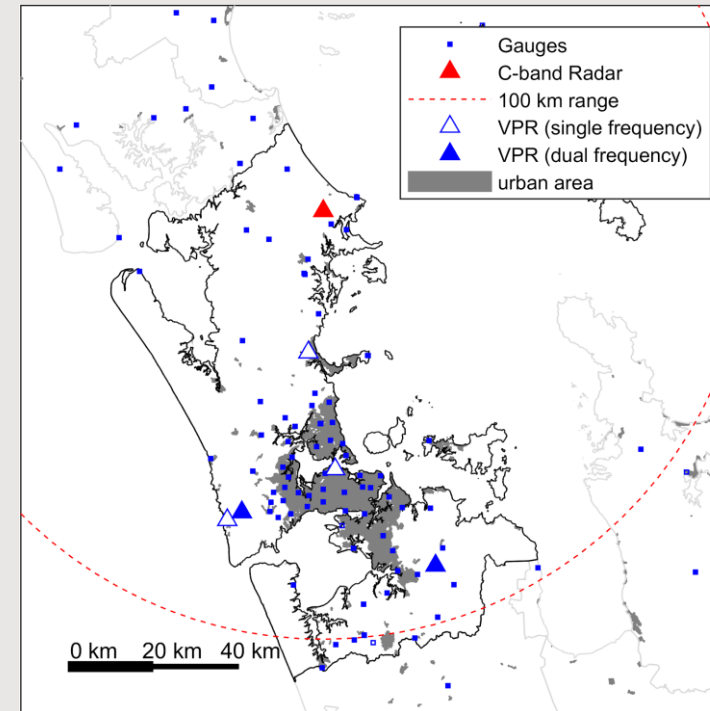 Gauges
C-band Radar
100 km range
VPR (single frequency)
VPR (dual frequency)
urban area
0 km 20 km 40 km